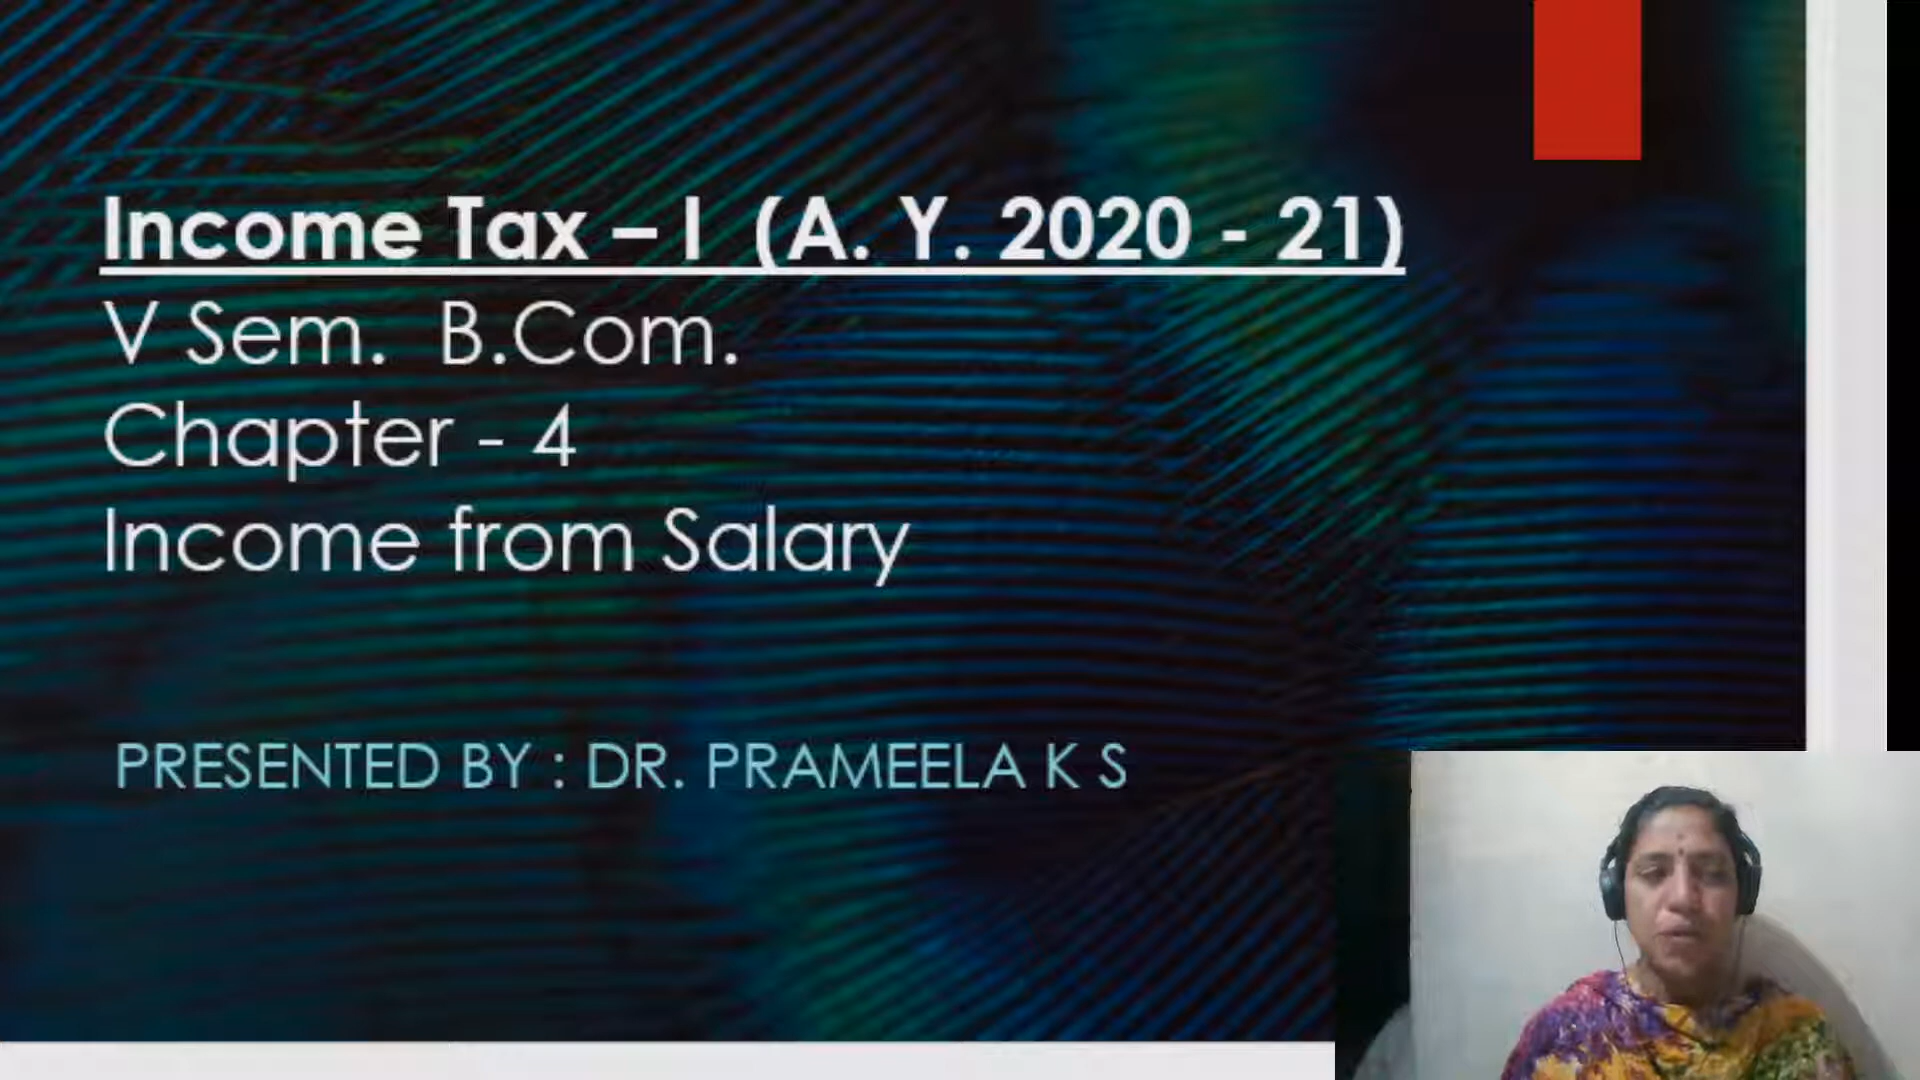 Income Tax – I (A. Y. 2020 - 21)
V Sem. B.Com.
Chapter - 4
Income from Salary
PRESENTED BY : DR. PRAMEELA K S